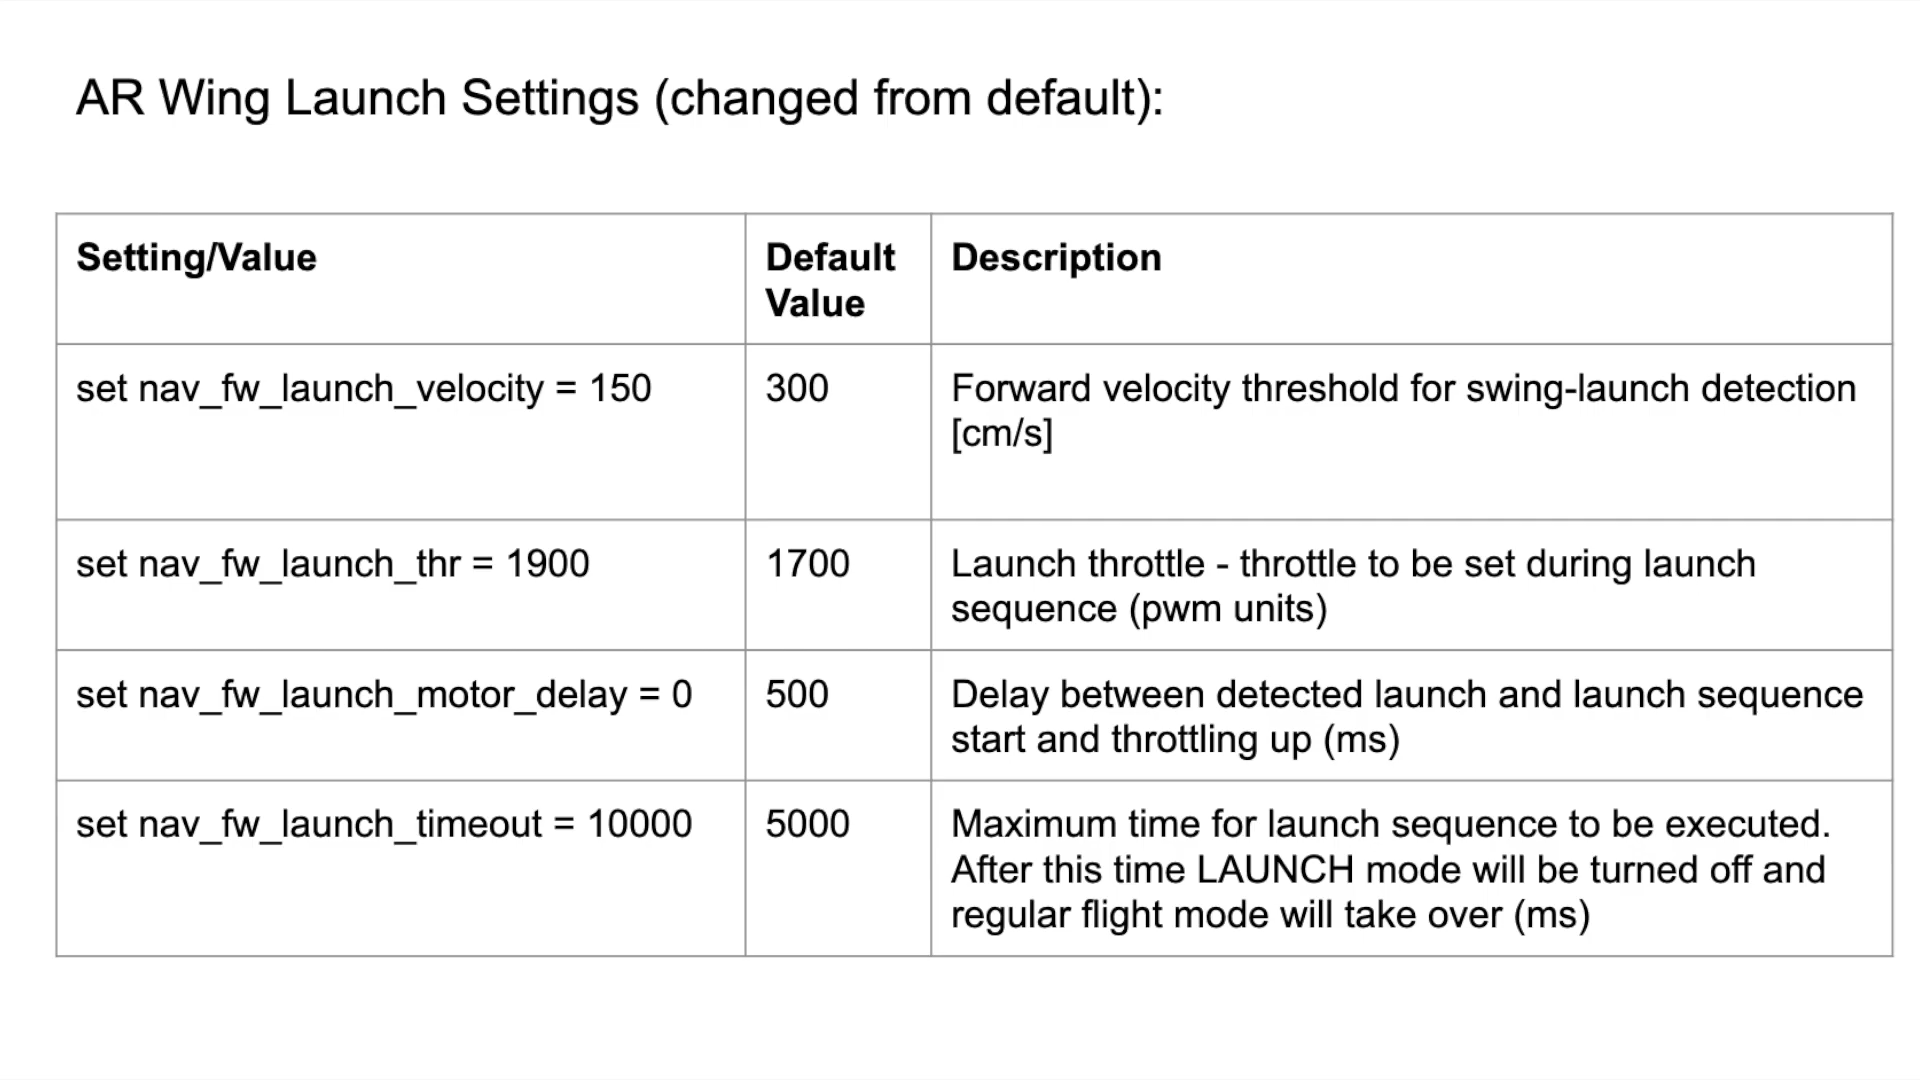 AR Wing Launch Settings (changed from default):
Setting/Value
Default
Value
Description
set nav_fw_launch_velocity = 150
300
Forward velocity threshold for swing-launch detection
[cm/s]
set nav_fw_launch_thr = 1900
1700
Launch throttle - throttle to be set during launch
sequence (pwm units)
set nav_fw_launch_motor_delay = 0
500
Delay between detected launch and launch sequence
start and throttling up (ms)
set nav_fw_launch_timeout = 10000
5000
Maximum time for launch sequence to be executed.
After this time LAUNCH mode will be turned off and
regular flight mode will take over (ms)